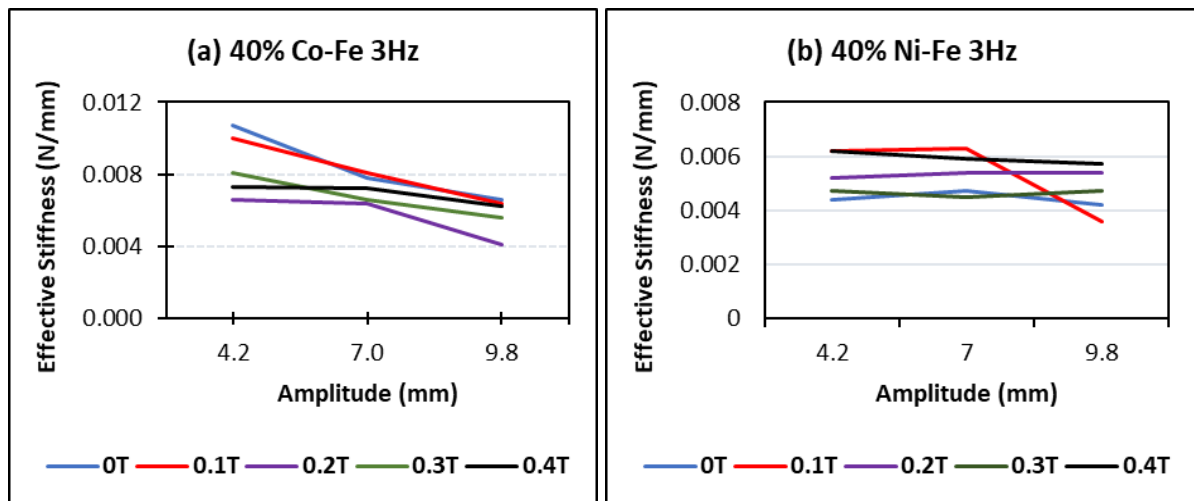 (a) 40% Co-Fe 3Hz
Effective Stiffness (N/mm)
0.012
0.008
0.004
0.000
4.2 7.0 9.8
Amplitude (mm)
0T 0.1T 0.2T 0.3T 0.4T
(b) 40% Ni-Fe 3Hz
Effective Stiffness (N/mm)
0.008
0.006
0.004
0.002
0
4.2 7 9.8
Amplitude (mm)
0T 0.1T 0.2T 0.3T 0.4T